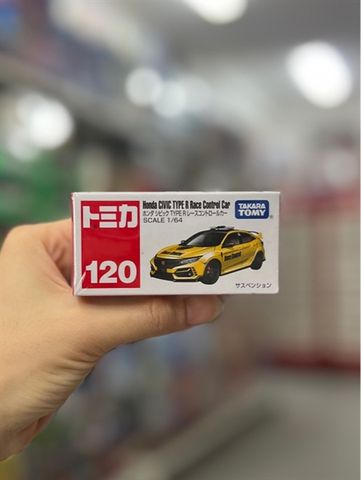 トミカ
120
Honda CIVIC TYPE R Race Control Car
ホンダ シビック TYPE R レースコントロールカー
SCALE 1/64
TAKARA
TOMY
Race Control
サスペンション